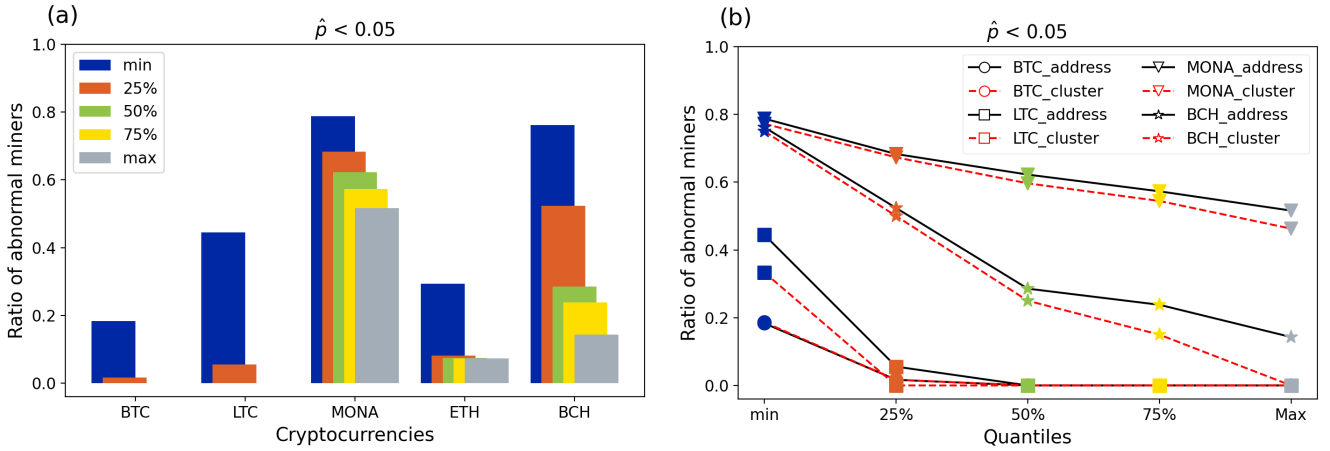 (a)
p̂ < 0.05
Ratio of abnormal miners
1.0
0.8
0.6
0.4
0.2
0.0
min
25%
50%
75%
max
BTC LTC MONA ETH BCH
Cryptocurrencies
(b)
p̂ < 0.05
Ratio of abnormal miners
1.0
0.8
0.6
0.4
0.2
0.0
BTC_address
BTC_cluster
LTC_address
LTC_cluster
MONA_address
MONA_cluster
BCH_address
BCH_cluster
min 25% 50% 75% Max
Quantiles